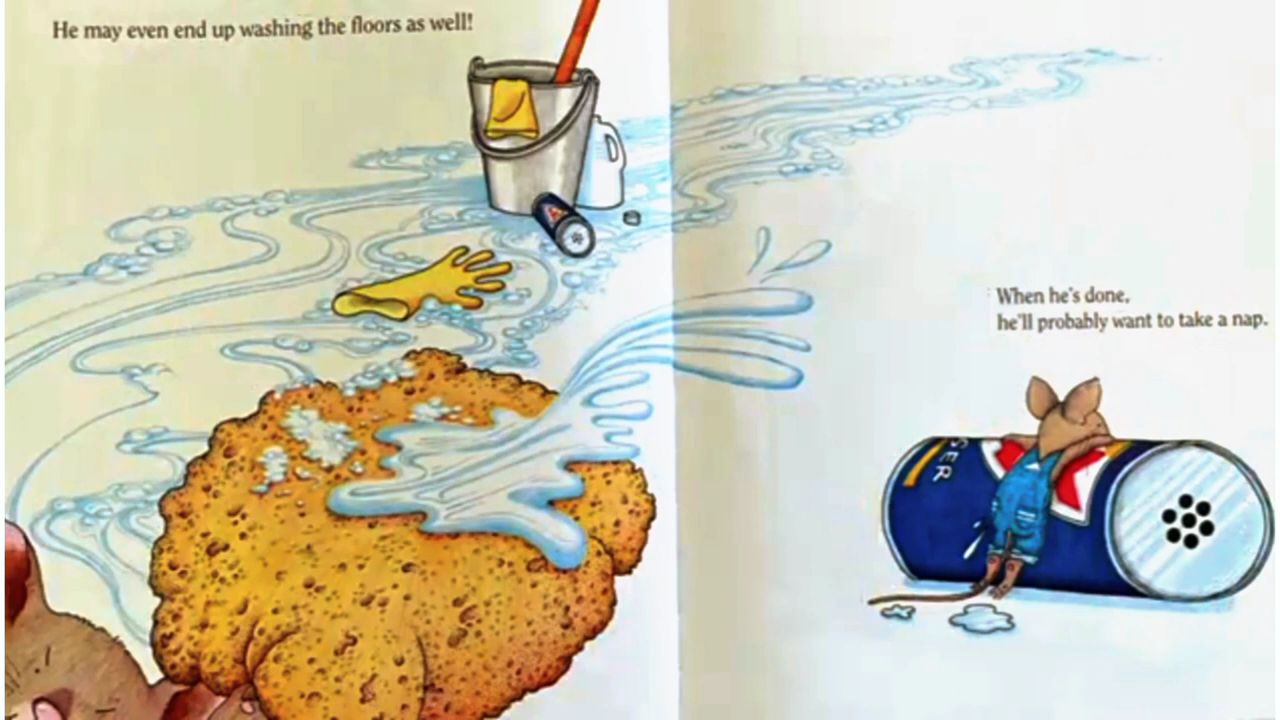 He may even end up washing the floors as well!
When he's done,
he'll probably want to take a nap.
SER